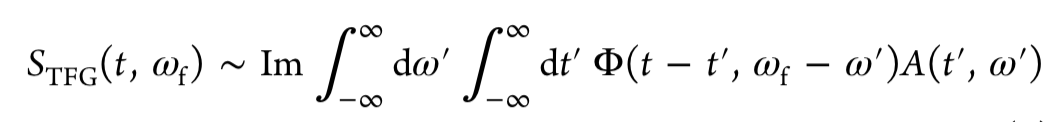 S_TFG(t, ω_f) ~ Im ∫_{−∞}^{∞} dω′ ∫_{−∞}^{∞} dt′ Φ(t − t′, ω_f − ω′)A(t′, ω′)